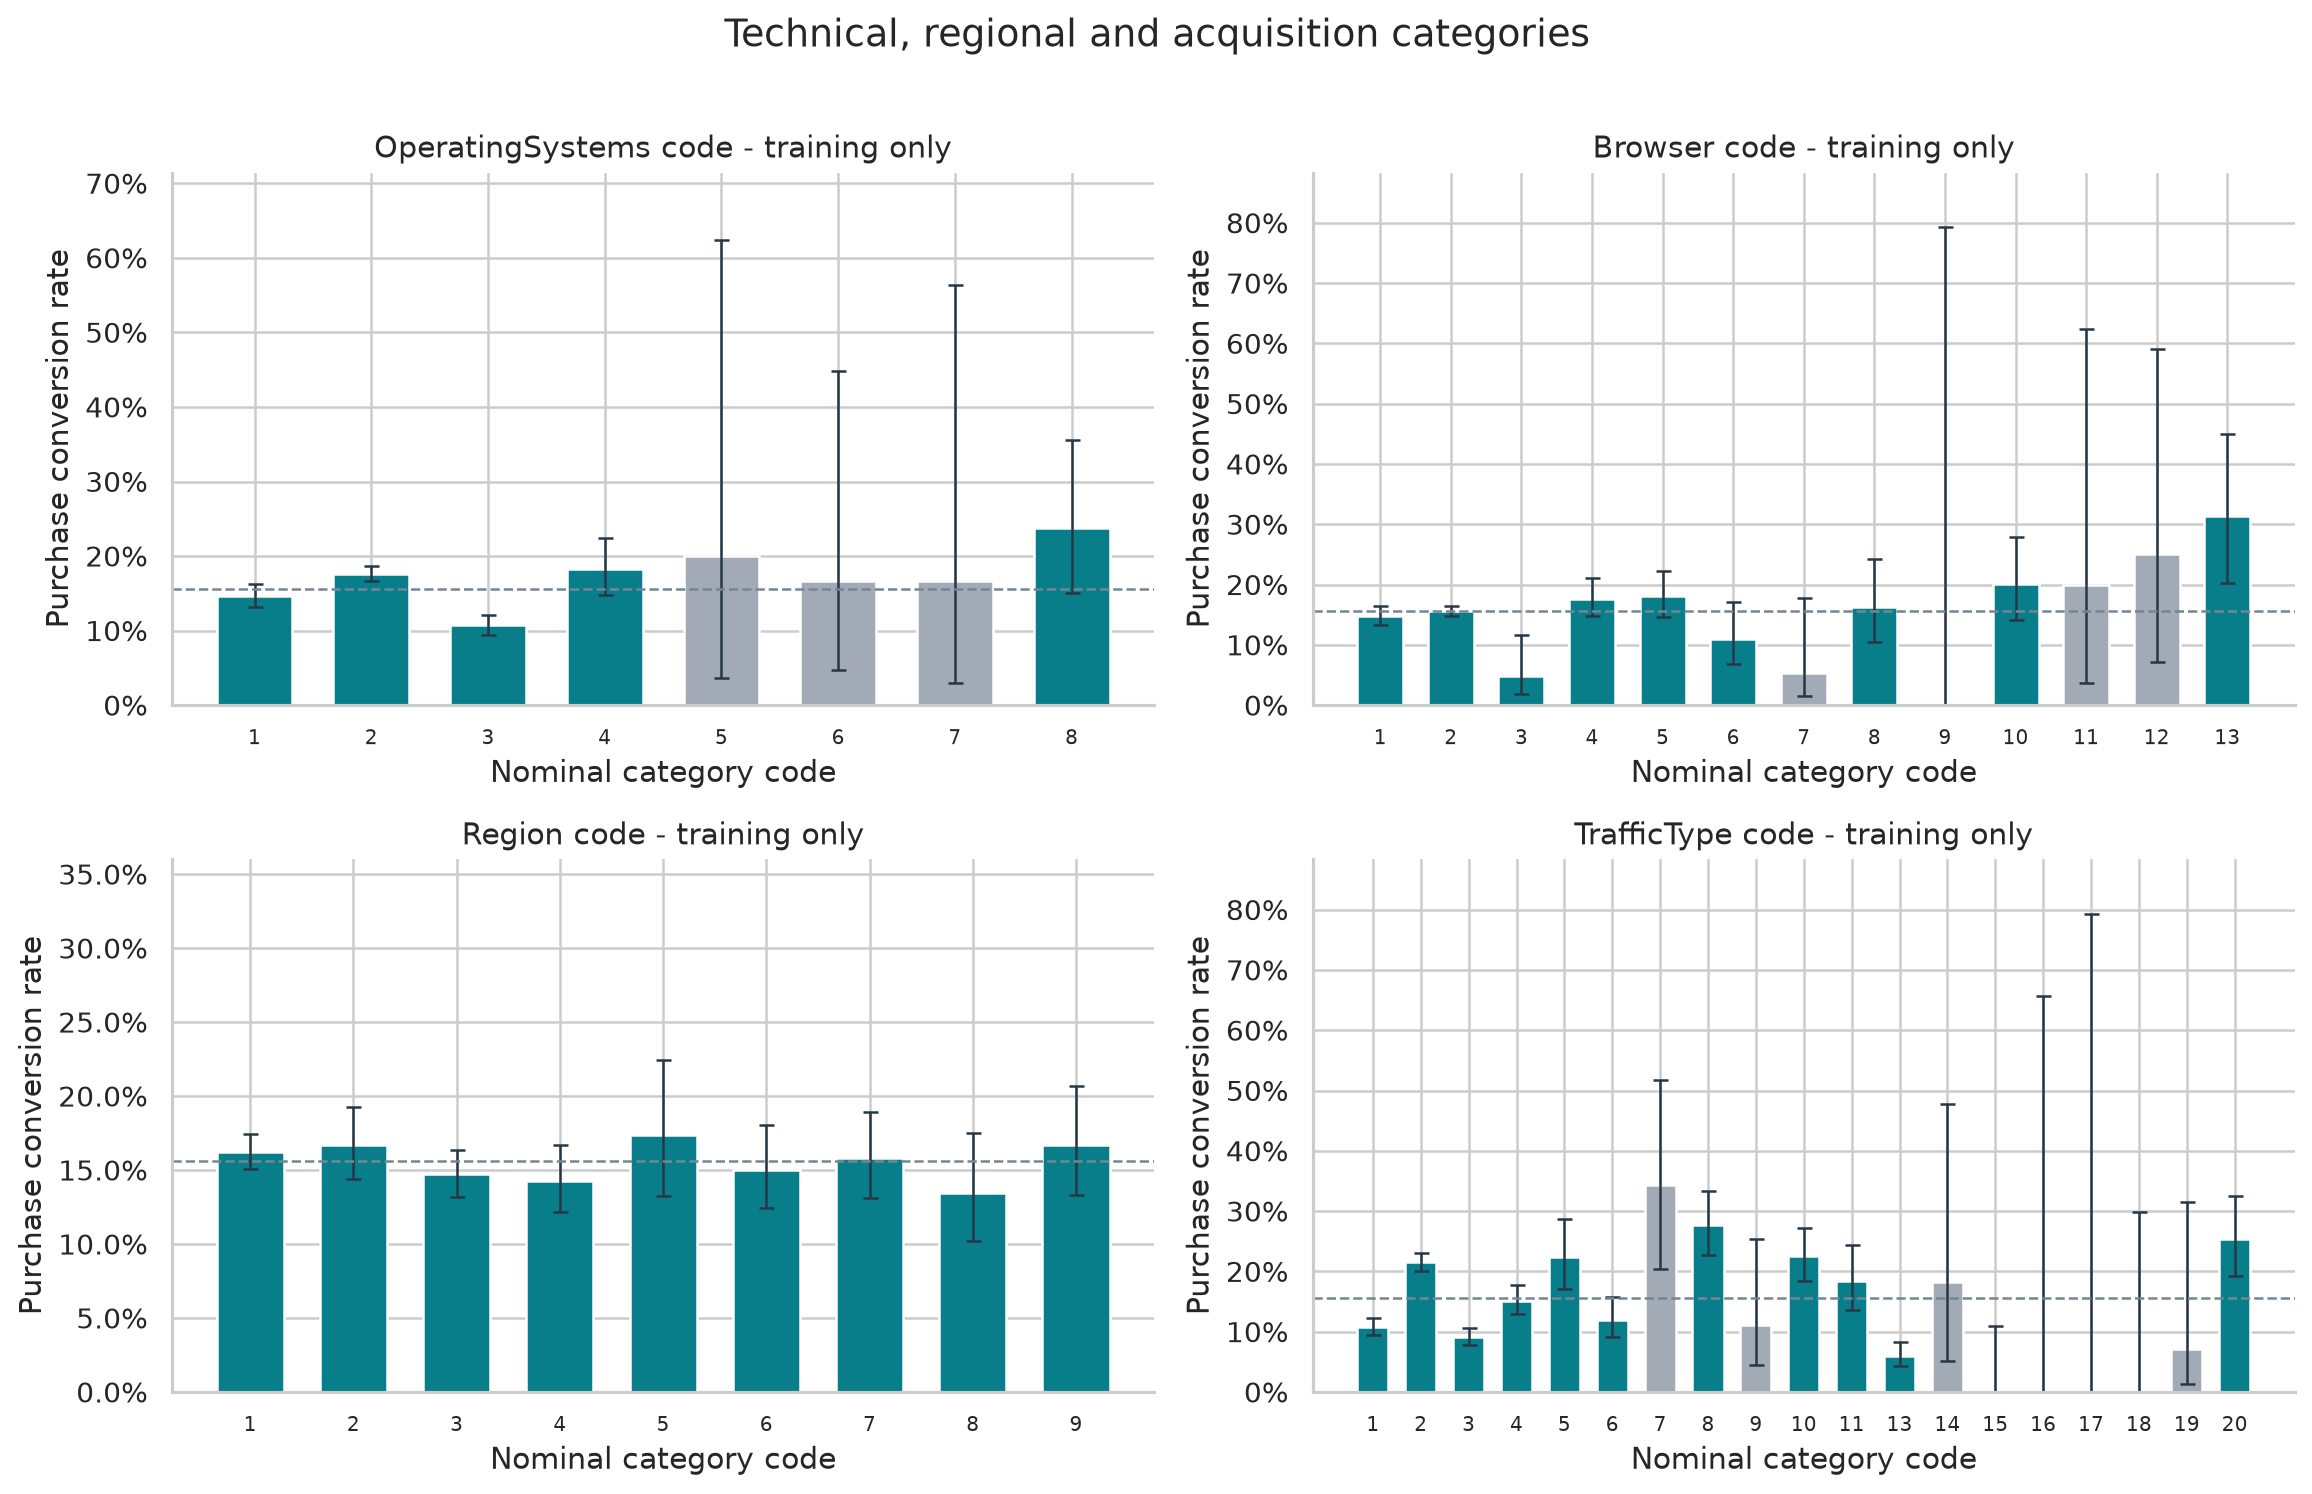 Technical, regional and acquisition categories
OperatingSystems code - training only
Purchase conversion rate
70%
60%
50%
40%
30%
20%
10%
0%
1 2 3 4 5 6 7 8
Nominal category code
Browser code - training only
Purchase conversion rate
80%
70%
60%
50%
40%
30%
20%
10%
0%
1 2 3 4 5 6 7 8 9 10 11 12 13
Nominal category code
Region code - training only
Purchase conversion rate
35.0%
30.0%
25.0%
20.0%
15.0%
10.0%
5.0%
0.0%
1 2 3 4 5 6 7 8 9
Nominal category code
TrafficType code - training only
Purchase conversion rate
80%
70%
60%
50%
40%
30%
20%
10%
0%
1 2 3 4 5 6 7 8 9 10 11 13 14 15 16 17 18 19 20
Nominal category code